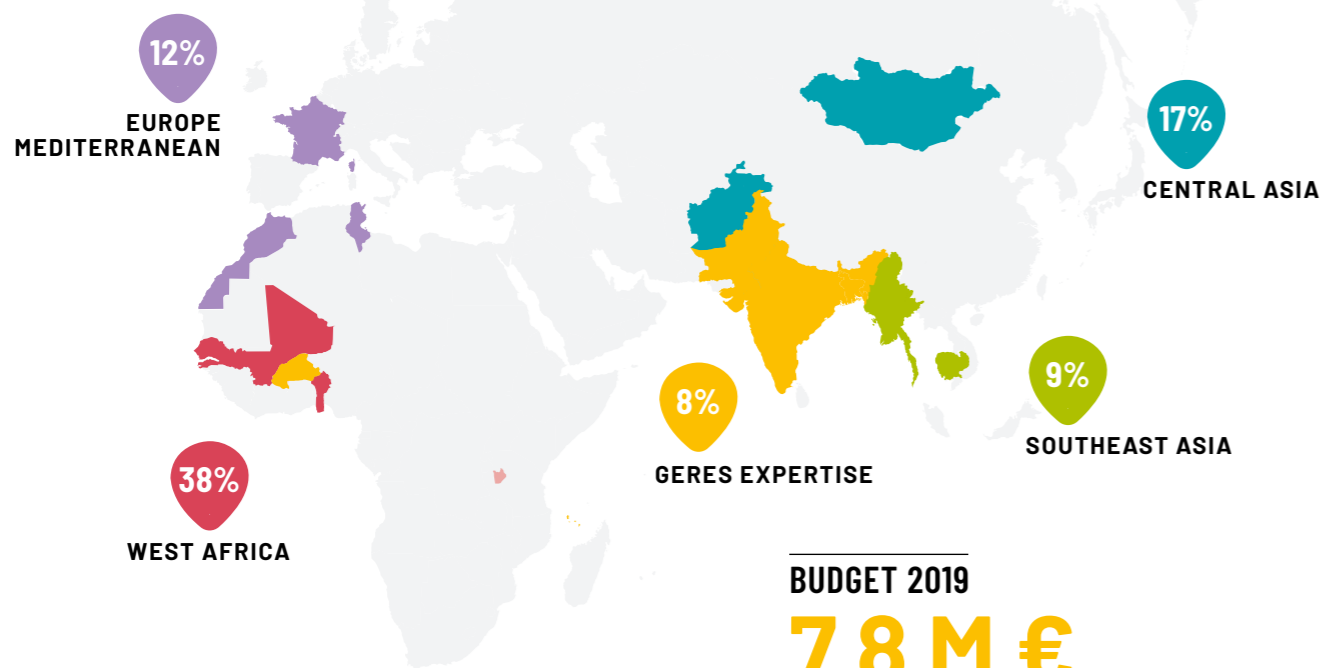 12%
EUROPE
MEDITERRANEAN
17%
CENTRAL ASIA
9%
SOUTHEAST ASIA
8%
GERES EXPERTISE
38%
WEST AFRICA
BUDGET 2019
7 8 M €